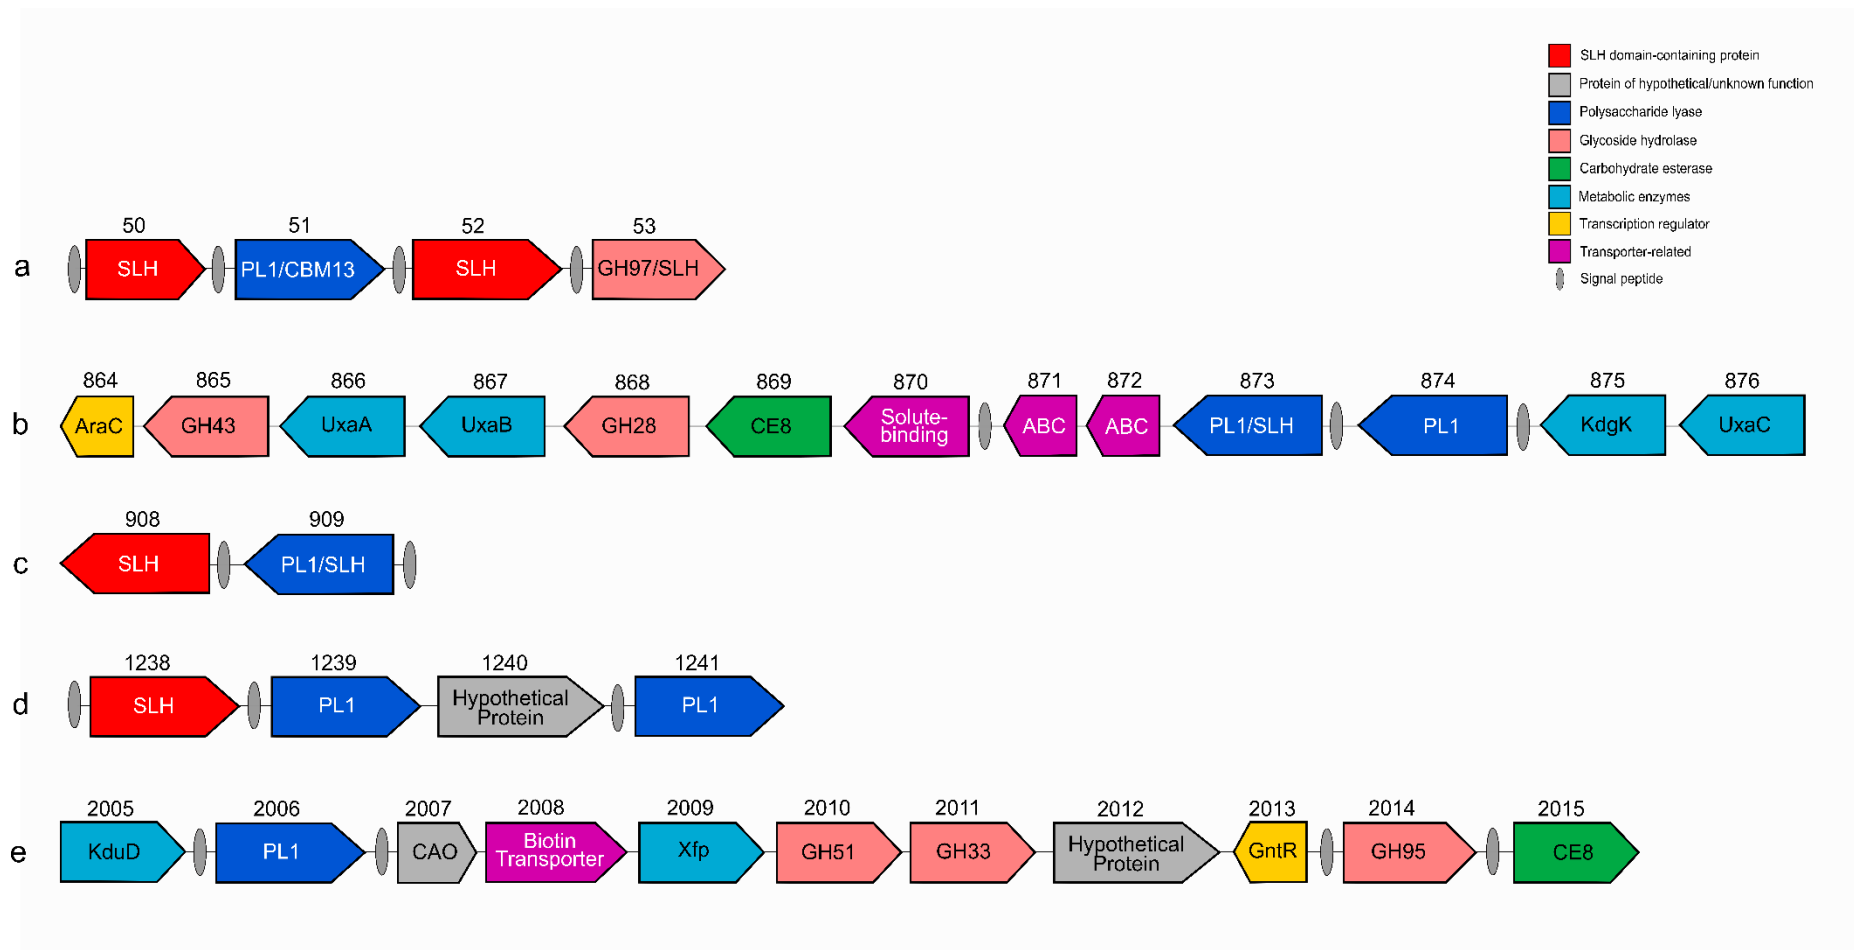 SLH domain-containing protein
Protein of hypothetical/unknown function
Polysaccharide lyase
Glycoside hydrolase
Carbohydrate esterase
Metabolic enzymes
Transcription regulator
Transporter-related
Signal peptide
50 51 52 53
a SLH PL1/CBM13 SLH GH97/SLH
864 865 866 867 868 869 870 871 872 873 874 875 876
b AraC GH43 UxaA UxaB GH28 CE8 Solute-
binding ABC ABC PL1/SLH PL1 KdgK UxaC
908 909
c SLH PL1/SLH
1238 1239 1240 1241
d SLH PL1 Hypothetical
Protein PL1
2005 2006 2007 2008 2009 2010 2011 2012 2013 2014 2015
e KduD PL1 CAO Biotin
Transporter Xfp GH51 GH33 Hypothetical
Protein GntR GH95 CE8